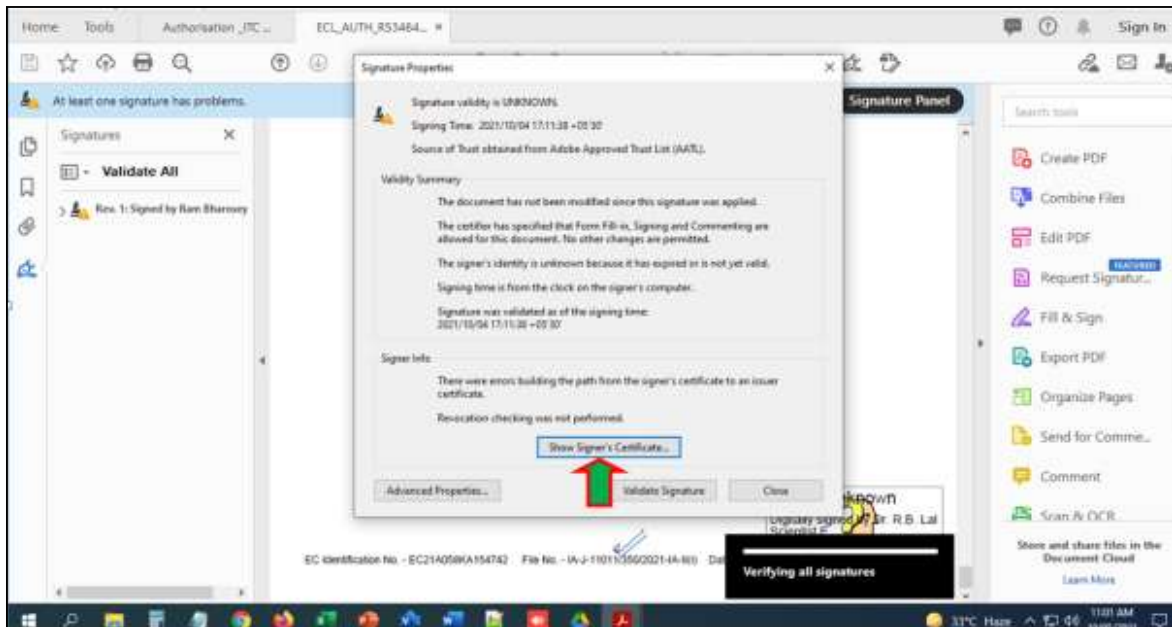 Home Tools Authorisation _ITC ... ECL_AUTH_RS3464... × Sign In
At least one signature has problems.
Signature Panel
Signatures ×
Validate All
Rev. 1: Signed by Ram Bharosey
Signature Properties ×
Signature validity is UNKNOWN.
Signing Time: 2021/10/04 17:11:38 +05'30'
Source of Trust obtained from Adobe Approved Trust List (AATL).
Validity Summary
The document has not been modified since this signature was applied.
The certifier has specified that Form Fill-in, Signing and Commenting are
allowed for this document. No other changes are permitted.
The signer's identity is unknown because it has expired or is not yet valid.
Signing time is from the clock on the signer's computer.
Signature was validated as of the signing time:
2021/10/04 17:11:38 +05'30'
Signer Info
There were errors building the path from the signer's certificate to an issuer
certificate.
Revocation checking was not performed.
Show Signer's Certificate...
Advanced Properties...
Validate Signature
Close
Digitally signed by Dr. R.B. Lal
Scientist E
EC Identification No. - EC21A058KA154742 File No. -
Verifying all signatures
Search tools
Create PDF
Combine Files
Edit PDF
FEATURED
Request Signatur...
Fill & Sign
Export PDF
Organize Pages
Send for Comme...
Comment
Scan & OCR
Store and share files in the
Document Cloud
Learn More
33°C Haze 11:01 AM